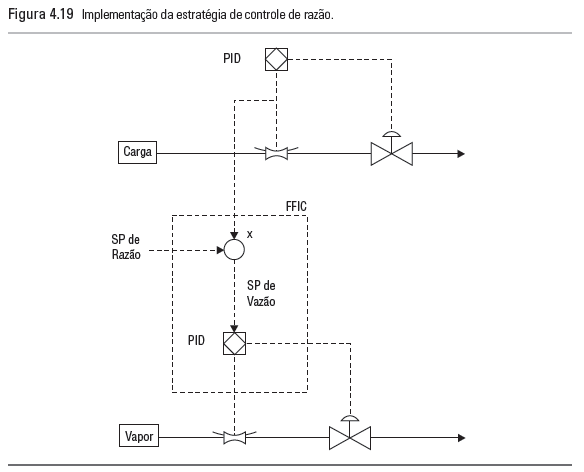 Figura 4.19 Implementação da estratégia de controle de razão.
PID
Carga
FFIC
x
SP de
Razão
SP de
Vazão
PID
Vapor